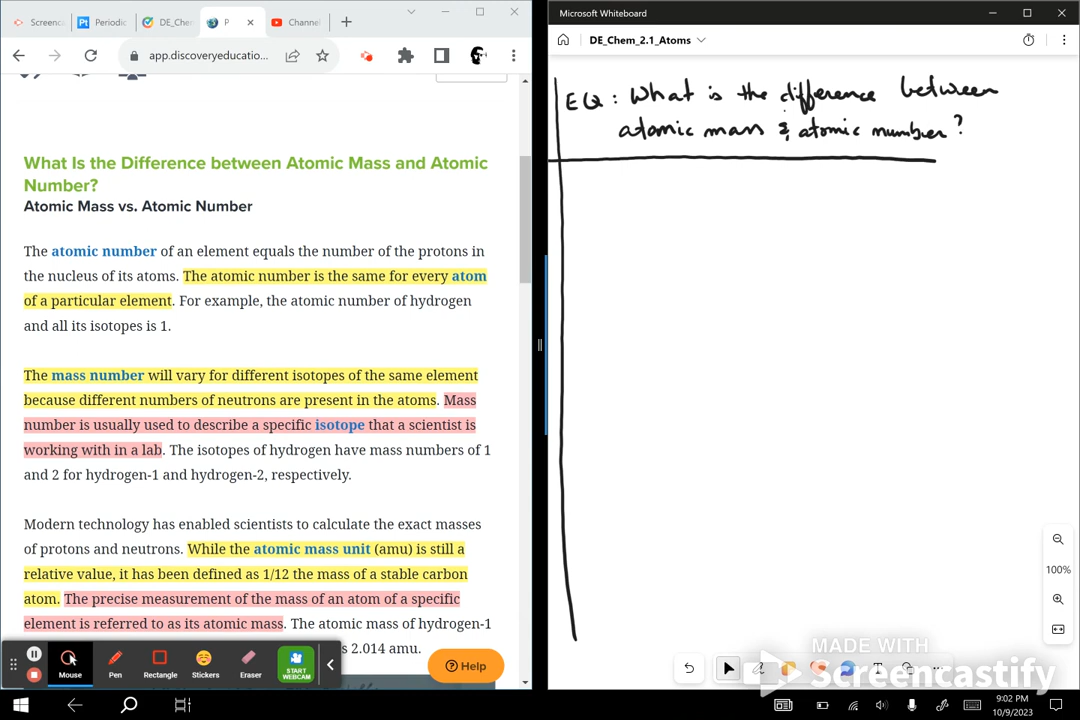 Screenca
Periodic
DE_Chem
P
Channel
app.discoveryeducatio...
What Is the Difference between Atomic Mass and Atomic
Number?
Atomic Mass vs. Atomic Number
The atomic number of an element equals the number of the protons in
the nucleus of its atoms. The atomic number is the same for every atom
of a particular element. For example, the atomic number of hydrogen
and all its isotopes is 1.
The mass number will vary for different isotopes of the same element
because different numbers of neutrons are present in the atoms. Mass
number is usually used to describe a specific isotope that a scientist is
working with in a lab. The isotopes of hydrogen have mass numbers of 1
and 2 for hydrogen-1 and hydrogen-2, respectively.
Modern technology has enabled scientists to calculate the exact masses
of protons and neutrons. While the atomic mass unit (amu) is still a
relative value, it has been defined as 1/12 the mass of a stable carbon
atom. The precise measurement of the mass of an atom of a specific
element is referred to as its atomic mass. The atomic mass of hydrogen-1
s 2.014 amu.
Mouse
Pen
Rectangle
Stickers
Eraser
START
WEBCAM
Help
Microsoft Whiteboard
DE_Chem_2.1_Atoms
EQ: What is the difference between
atomic mass & atomic number?
100%
MADE WITH
Screencastify
9:02 PM
10/9/2023